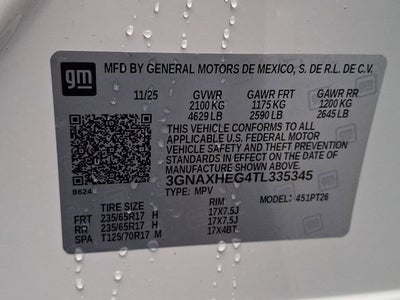 gm
MFD BY GENERAL MOTORS DE MEXICO, S. DE R.L. DE C.V.
11/25 GVWR GAWR FRT GAWR RR
2100 KG 1175 KG 1200 KG
4629 LB 2590 LB 2645 LB
THIS VEHICLE CONFORMS TO ALL
APPLICABLE U.S. FEDERAL MOTOR
VEHICLE SAFETY AND THEFT PREVENTION
STANDARDS IN EFFECT ON THE DATE OF
MANUFACTURE SHOWN ABOVE.
B624 3GNAXHEG4TL335345
TYPE: MPV MODEL: 451PT26
TIRE SIZE RIM
FRT 235/65R17 H 17X7.5J
RR 235/65R17 H 17X7.5J
SPA T125/70R17 M 17X4BT